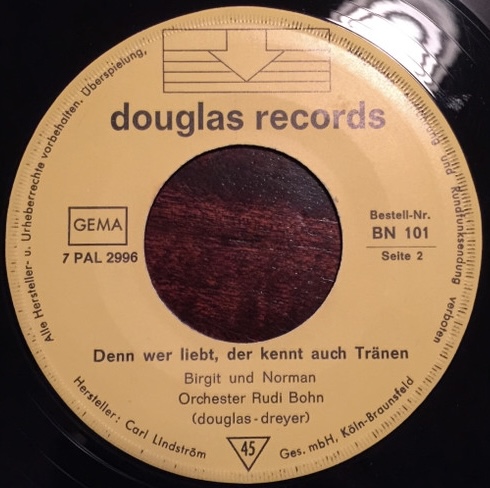 Alle Hersteller- u. Urheberrechte vorbehalten. Überspielung,
und Rundfunksendung verboten
douglas records
GEMA
7 PAL 2996
Bestell-Nr.
BN 101
Seite 2
Denn wer liebt, der kennt auch Tränen
Birgit und Norman
Orchester Rudi Bohn
(douglas-dreyer)
45
Hersteller: Carl Lindström
Ges. mbH, Köln-Braunsfeld